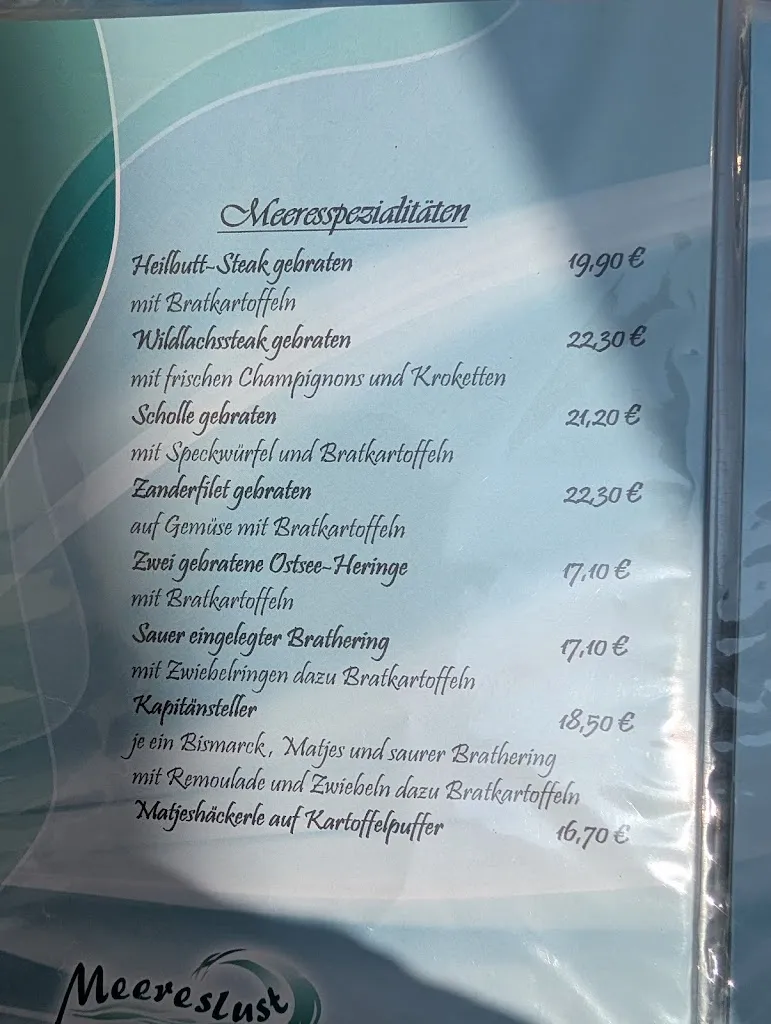 Meeresspezialitäten
Heilbutt-Steak gebraten 19,90 €
mit Bratkartoffeln
Wildlachssteak gebraten 22,30 €
mit frischen Champignons und Kroketten
Scholle gebraten 21,20 €
mit Speckwürfel und Bratkartoffeln
Zanderfilet gebraten 22,30 €
auf Gemüse mit Bratkartoffeln
Zwei gebratene Ostsee-Heringe 17,10 €
mit Bratkartoffeln
Sauer eingelegter Brathering 17,10 €
mit Zwiebelringen dazu Bratkartoffeln
Kapitänsteller 18,50 €
je ein Bismarck, Matjes und saurer Brathering
mit Remoulade und Zwiebeln dazu Bratkartoffeln
Matjeshäckerle auf Kartoffelpuffer 16,70 €
Meereslust